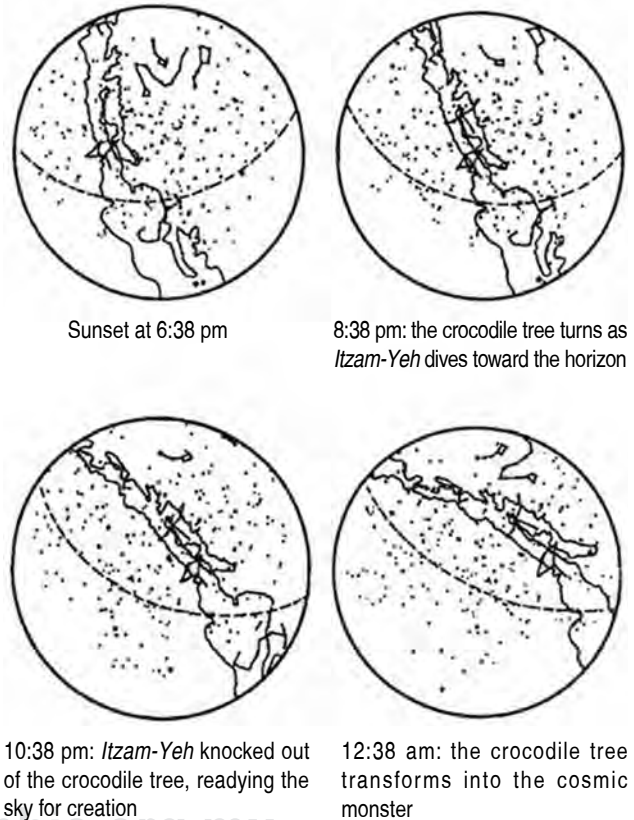 Sunset at 6:38 pm
8:38 pm: the crocodile tree turns as
Itzam-Yeh dives toward the horizon
10:38 pm: Itzam-Yeh knocked out
of the crocodile tree, readying the
sky for creation
12:38 am: the crocodile tree
transforms into the cosmic
monster